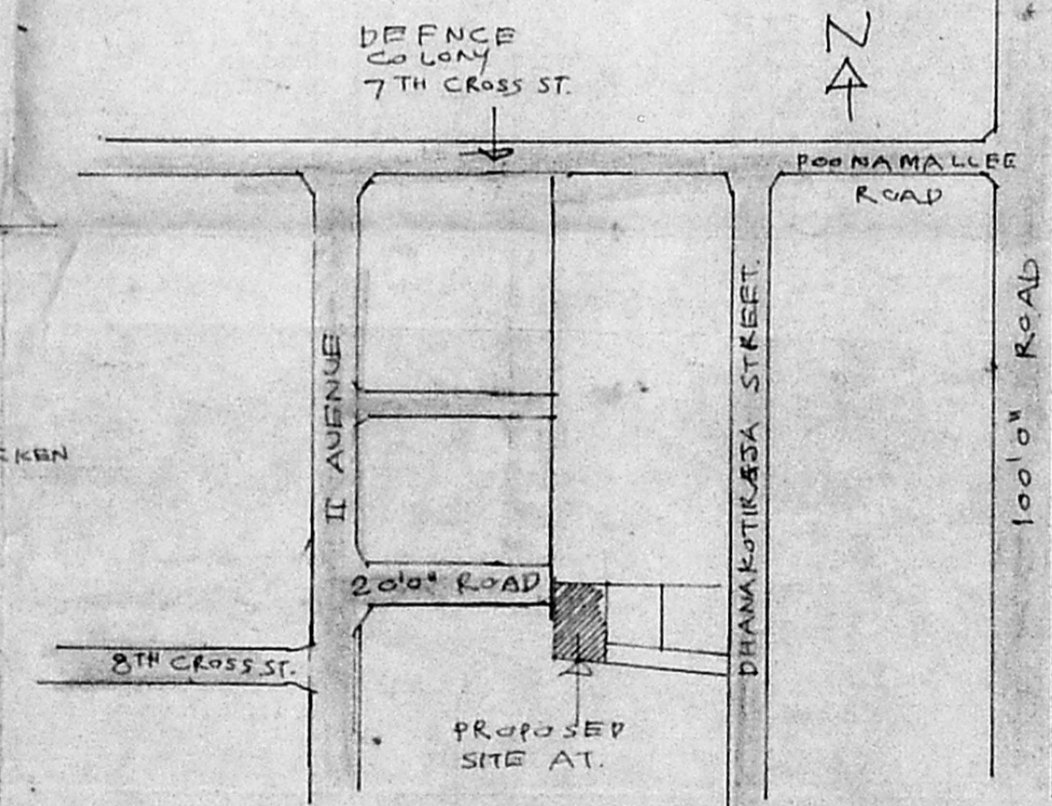 DEFNCE
COLONY
7TH CROSS ST.
N
POONAMALLEE
ROAD
100'0" ROAD
II AVENUE
DHANAKOTIRAJA STREET.
KEN
20'0" ROAD
8TH CROSS ST.
PROPOSED
SITE AT.